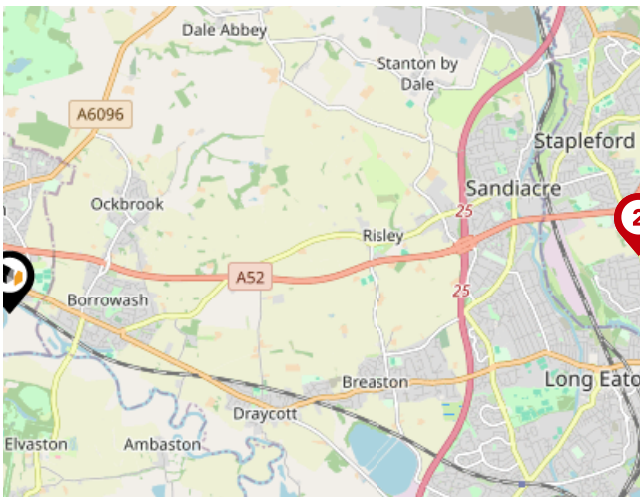 Dale Abbey
Stanton by
Dale
A6096
Stapleford
Sandiacre
Ockbrook
25
2
n
Risley
A52
25
Borrowash
Breaston
Long Eato
Draycott
Elvaston
Ambaston